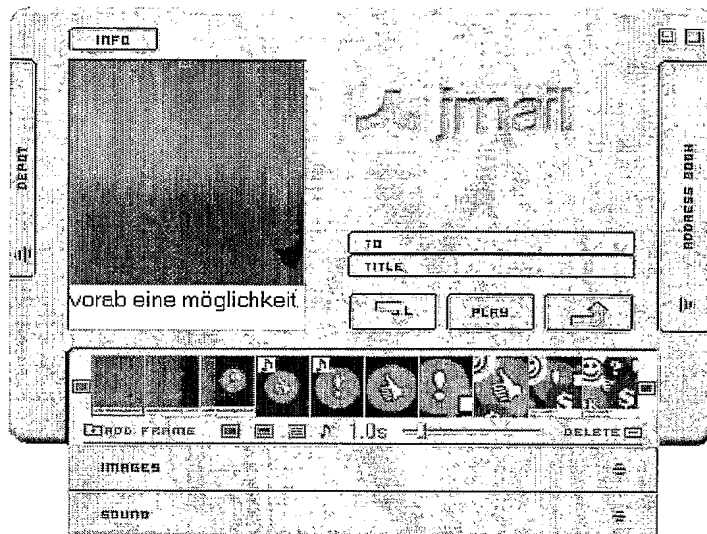 INFO
jmail
DEPOT
ADDRESS BOOK
TO
TITLE
vorab eine möglichkeit
PLAY
ADD FRAME
1.0s
DELETE
IMAGES
SOUND